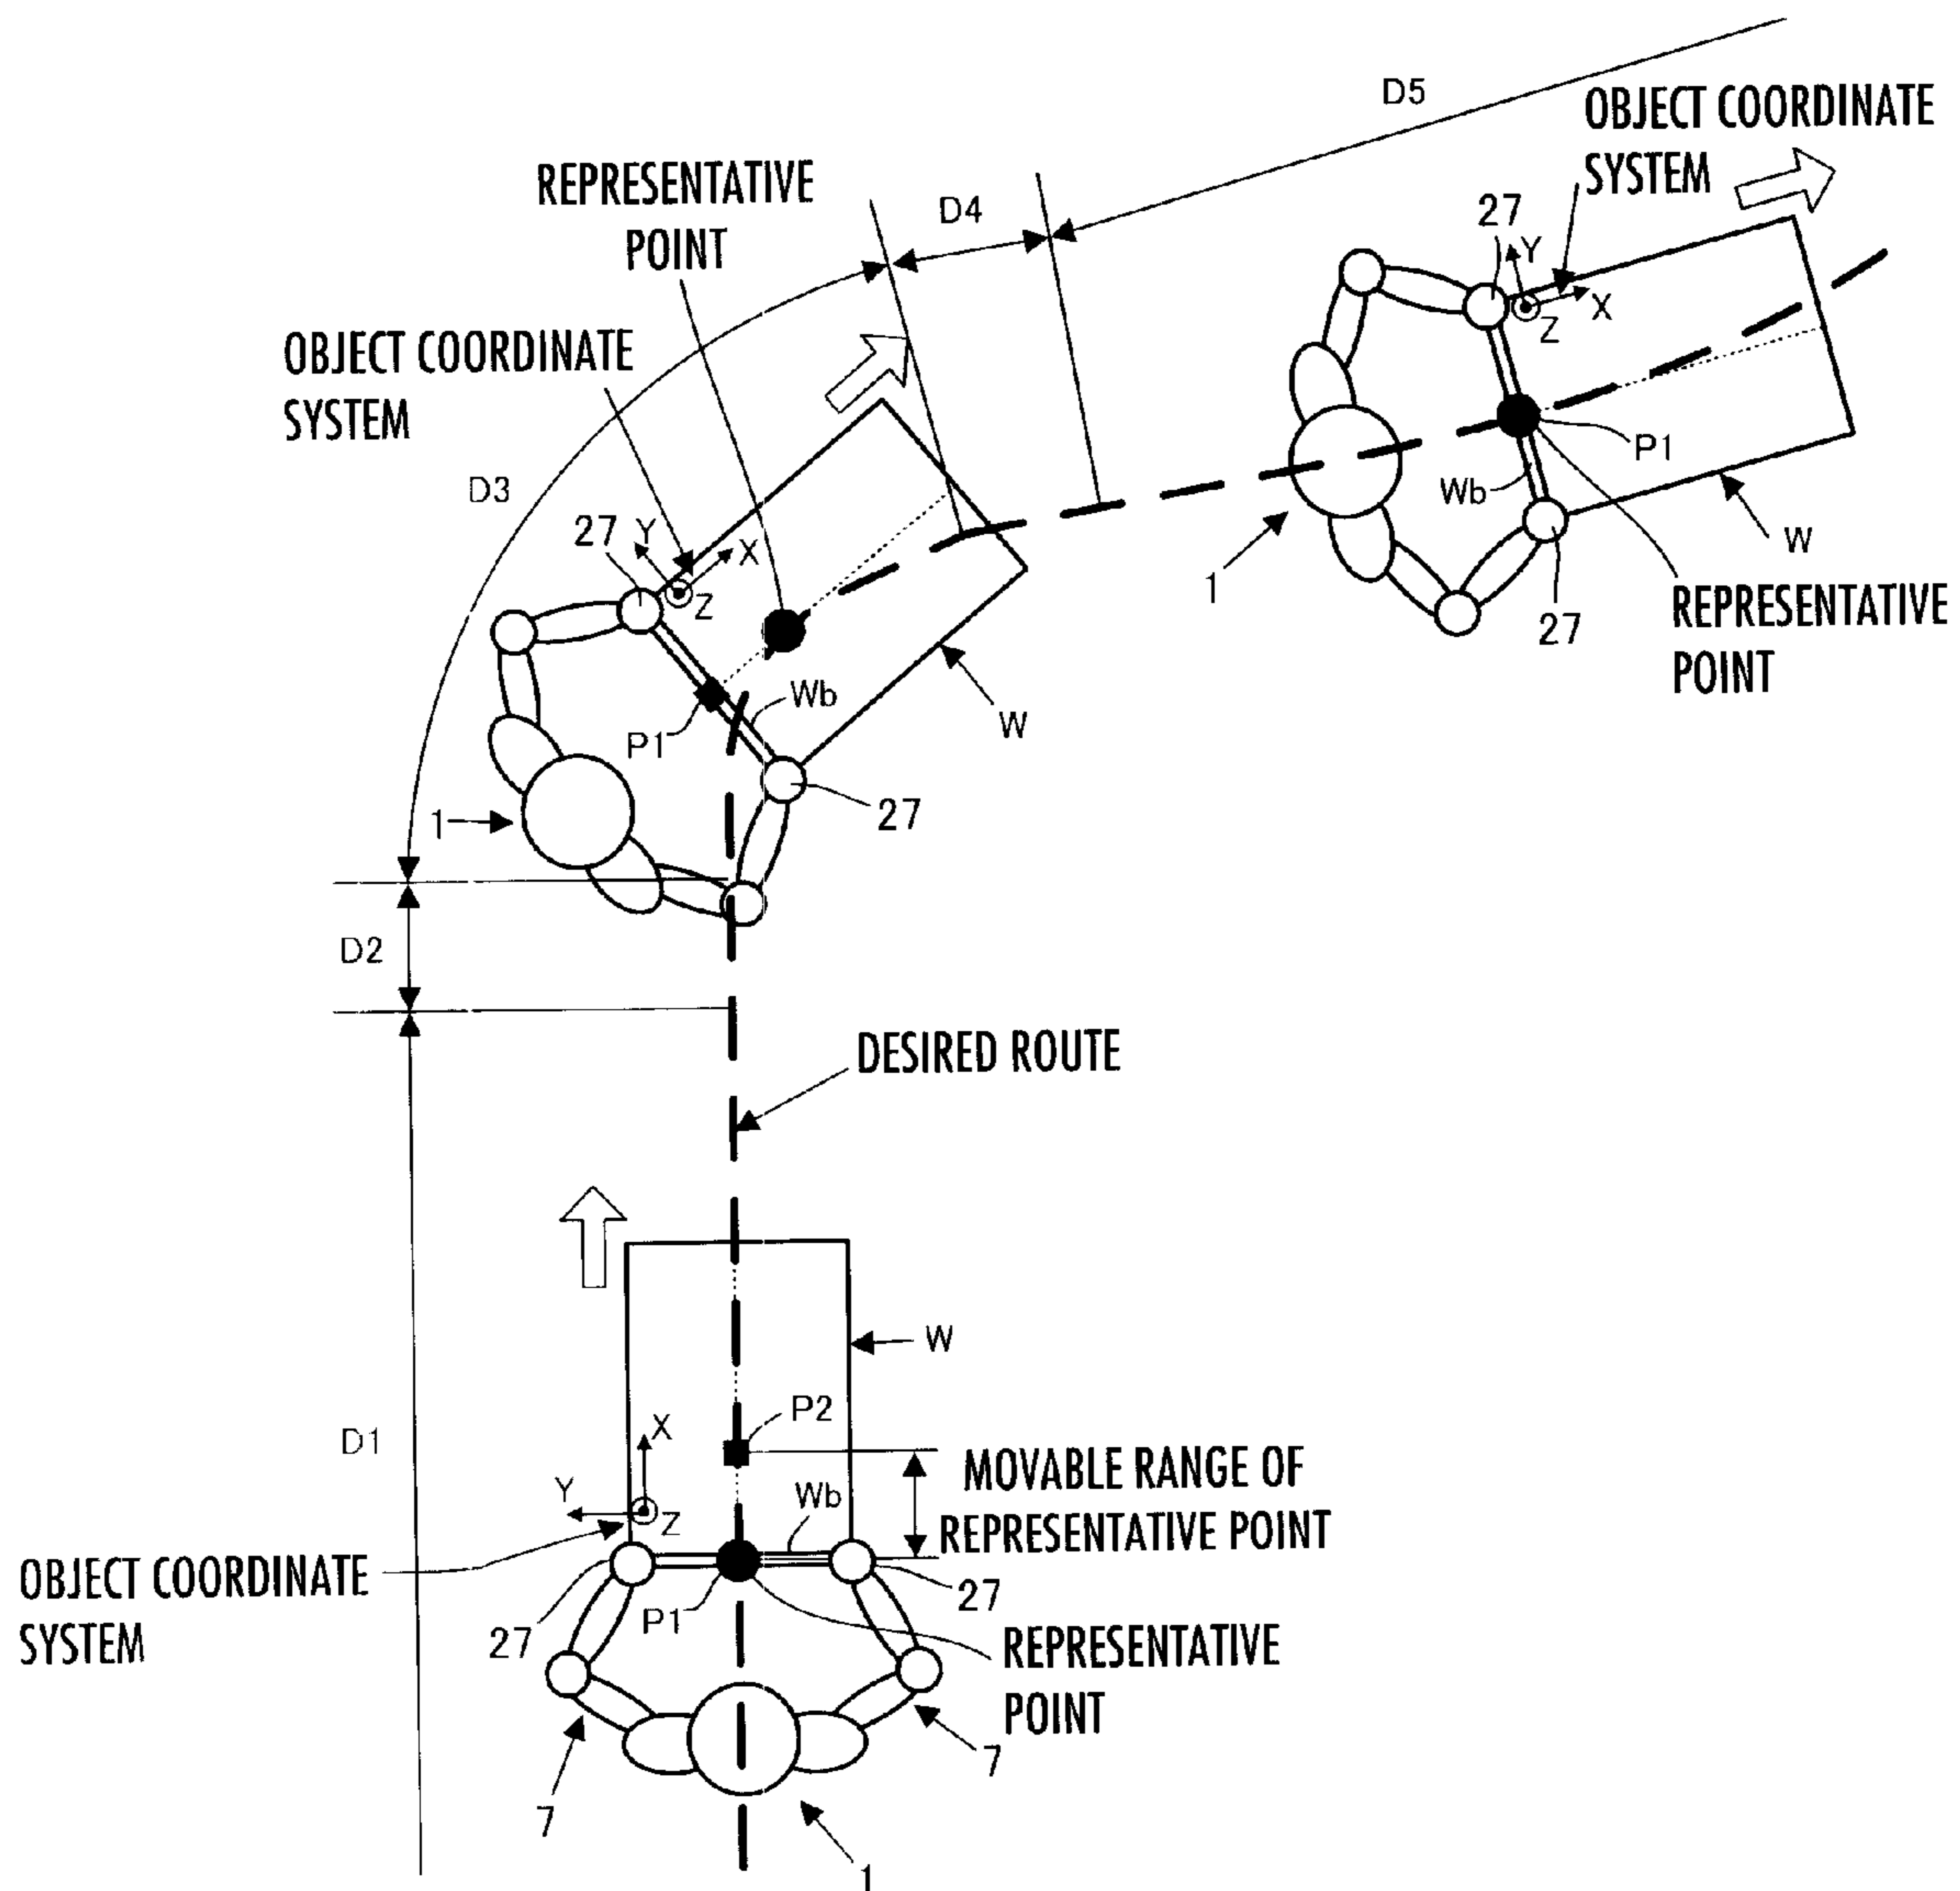 D5
OBJECT COORDINATE
SYSTEM
REPRESENTATIVE
POINT
D4
27
Y
X
Z
OBJECT COORDINATE
SYSTEM
P1
D3
Wb
27
Y
X
W
1
Z
27
REPRESENTATIVE
POINT
Wb
W
P1
27
1
D2
DESIRED ROUTE
W
P2
D1
X
MOVABLE RANGE OF
REPRESENTATIVE POINT
Y
Wb
Z
OBJECT COORDINATE
SYSTEM
27
P1
27
REPRESENTATIVE
POINT
7
7
1